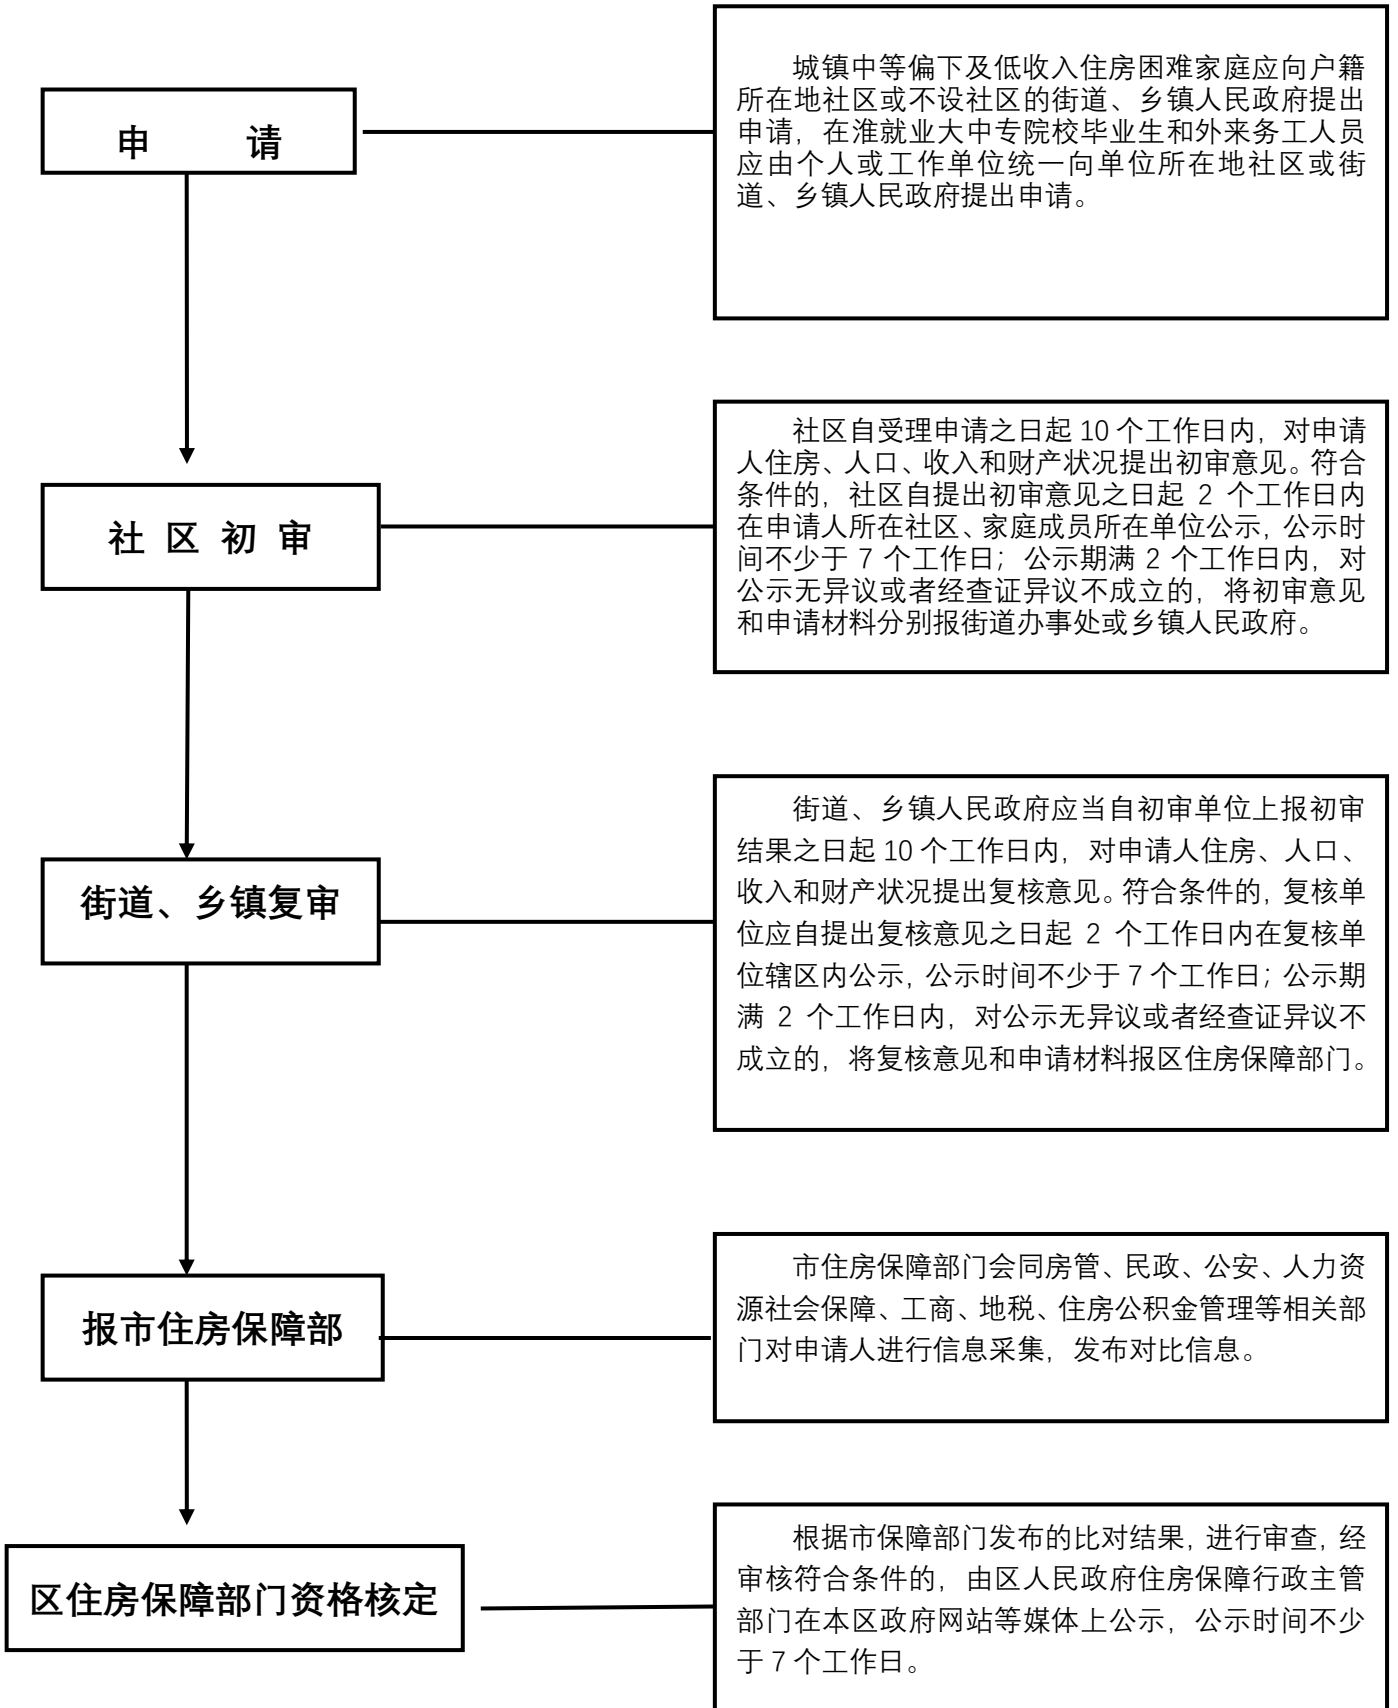 城镇中等偏下及低收入住房困难家庭应向户籍
所在地社区或不设社区的街道、乡镇人民政府提出
申请，在淮就业大中专院校毕业生和外来务工人员
应由个人或工作单位统一向单位所在地社区或街
道、乡镇人民政府提出申请。
申 请
社区自受理申请之日起 10 个工作日内，对申请
人住房、人口、收入和财产状况提出初审意见。符合
条件的，社区自提出初审意见之日起 2 个工作日内
在申请人所在社区、家庭成员所在单位公示，公示时
间不少于 7 个工作日；公示期满 2 个工作日内，对
公示无异议或者经查证异议不成立的，将初审意见
和申请材料分别报街道办事处或乡镇人民政府。
社 区 初 审
街道、乡镇人民政府应当自初审单位上报初审
结果之日起 10 个工作日内，对申请人住房、人口、
收入和财产状况提出复核意见。符合条件的，复核单
位应自提出复核意见之日起 2 个工作日内在复核单
位辖区内公示，公示时间不少于 7 个工作日；公示期
满 2 个工作日内，对公示无异议或者经查证异议不
成立的，将复核意见和申请材料报区住房保障部门。
街道、乡镇复审
市住房保障部门会同房管、民政、公安、人力资
源社会保障、工商、地税、住房公积金管理等相关部
门对申请人进行信息采集，发布对比信息。
报市住房保障部
根据市保障部门发布的比对结果，进行审查，经
审核符合条件的，由区人民政府住房保障行政主管
部门在本区政府网站等媒体上公示，公示时间不少
于 7 个工作日。
区住房保障部门资格核定